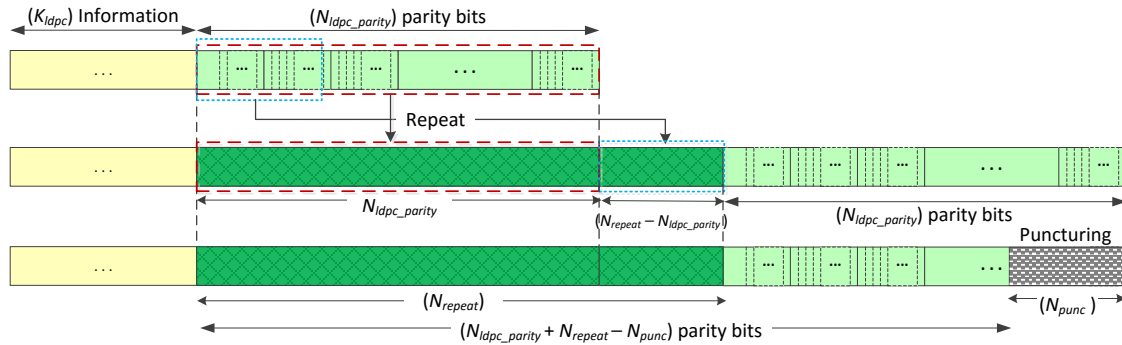 (K_ldpc) Information
(N_ldpc_parity) parity bits
... ... ... ... ... ...
Repeat
... ... ... ... ... ...
N_ldpc_parity
(N_repeat – N_ldpc_parity)
(N_ldpc_parity) parity bits
Puncturing
... ... ... ... ...
(N_repeat)
(N_punc)
(N_ldpc_parity + N_repeat – N_punc) parity bits